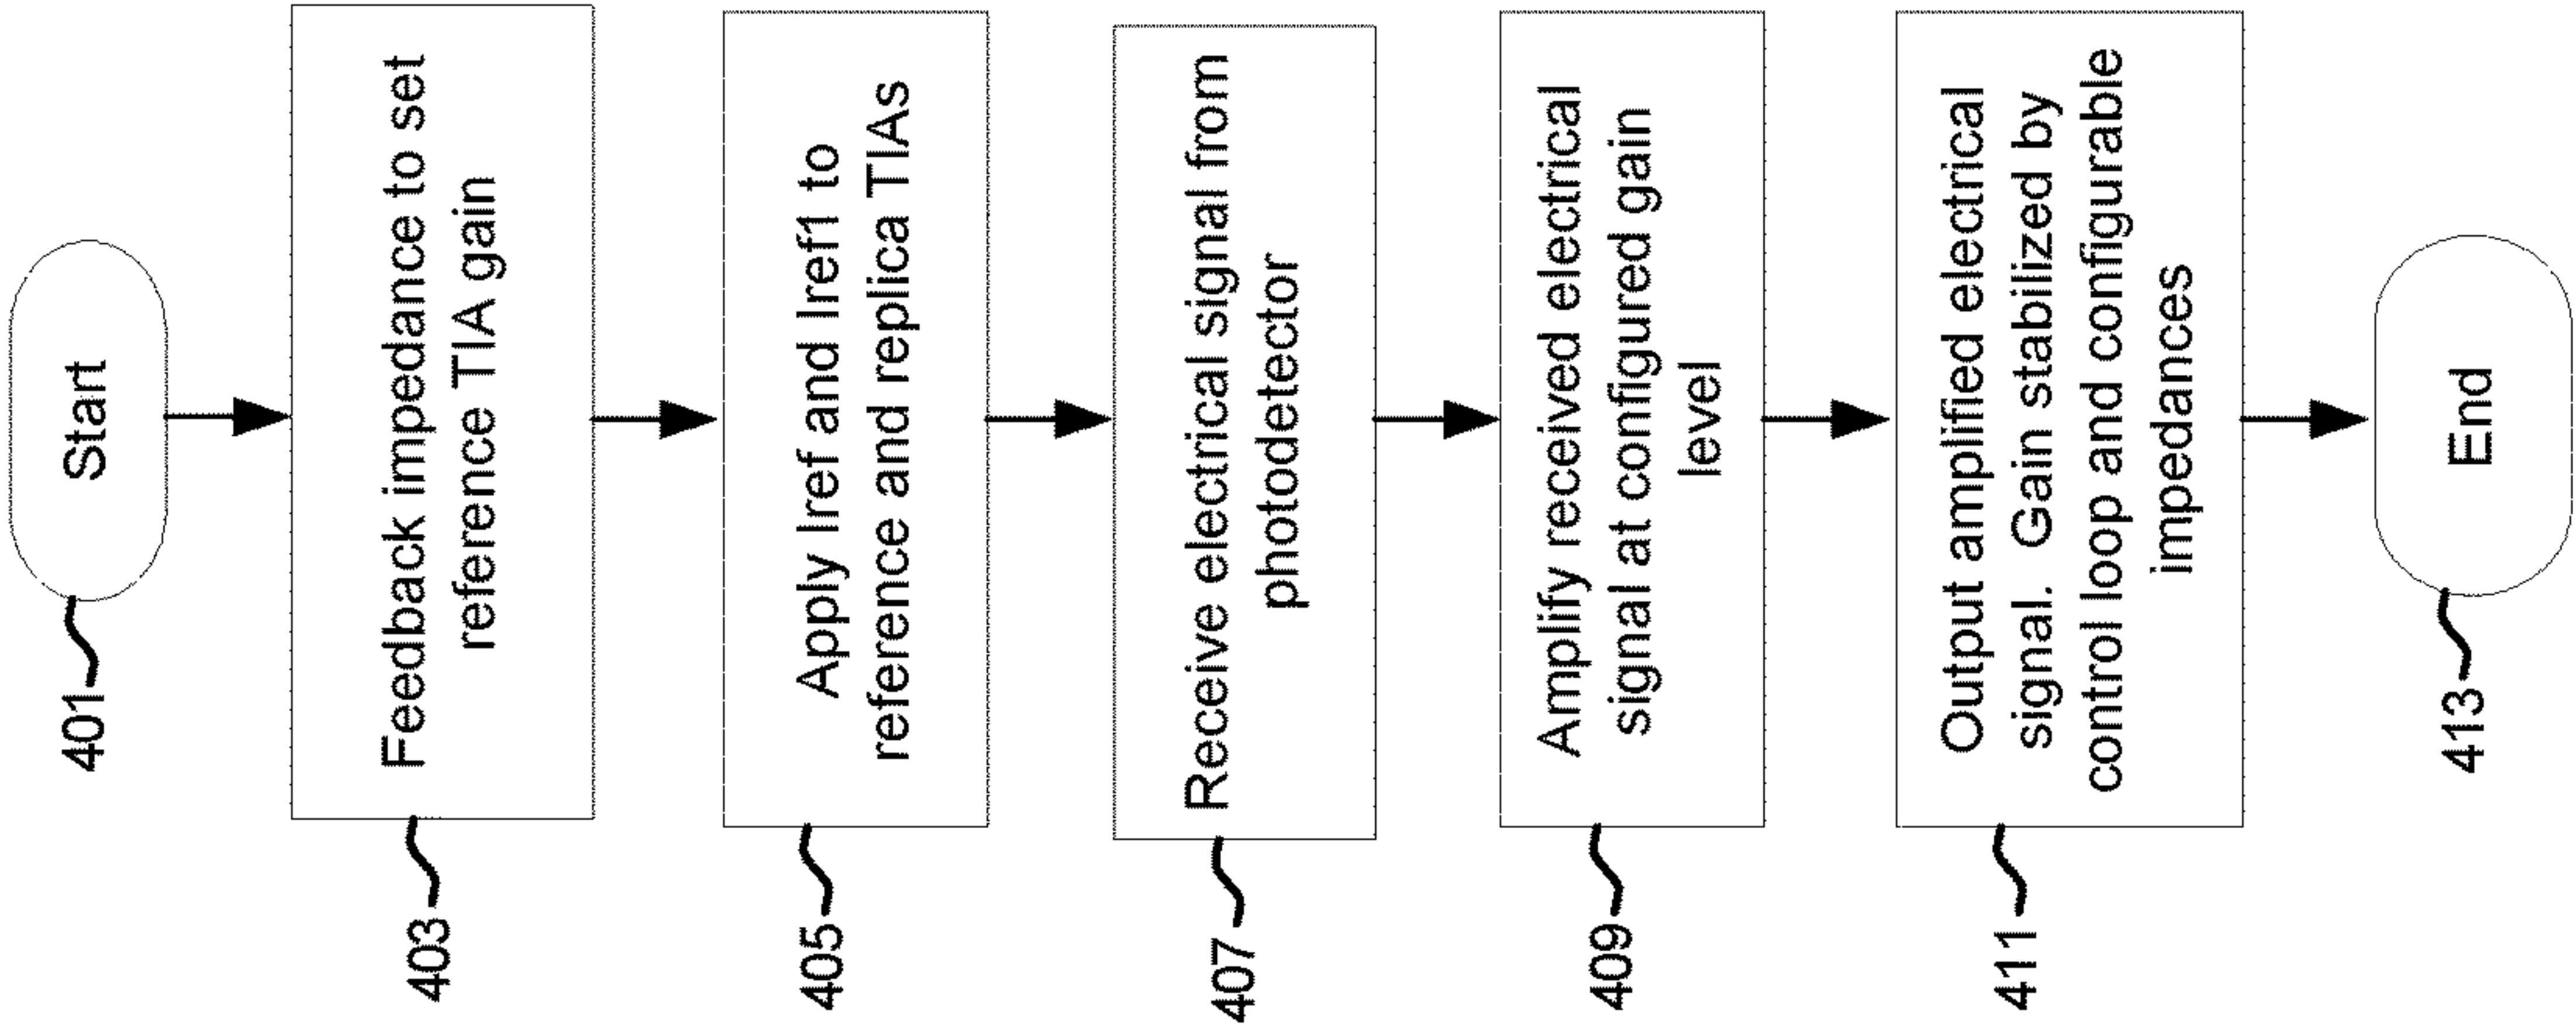 401
Start
403
Feedback impedance to set
reference TIA gain
405
Apply Iref and Iref1 to
reference and replica TIAs
407
Receive electrical signal from
photodetector
409
Amplify received electrical
signal at configured gain
level
411
Output amplified electrical
signal. Gain stabilized by
control loop and configurable
impedances
413
End